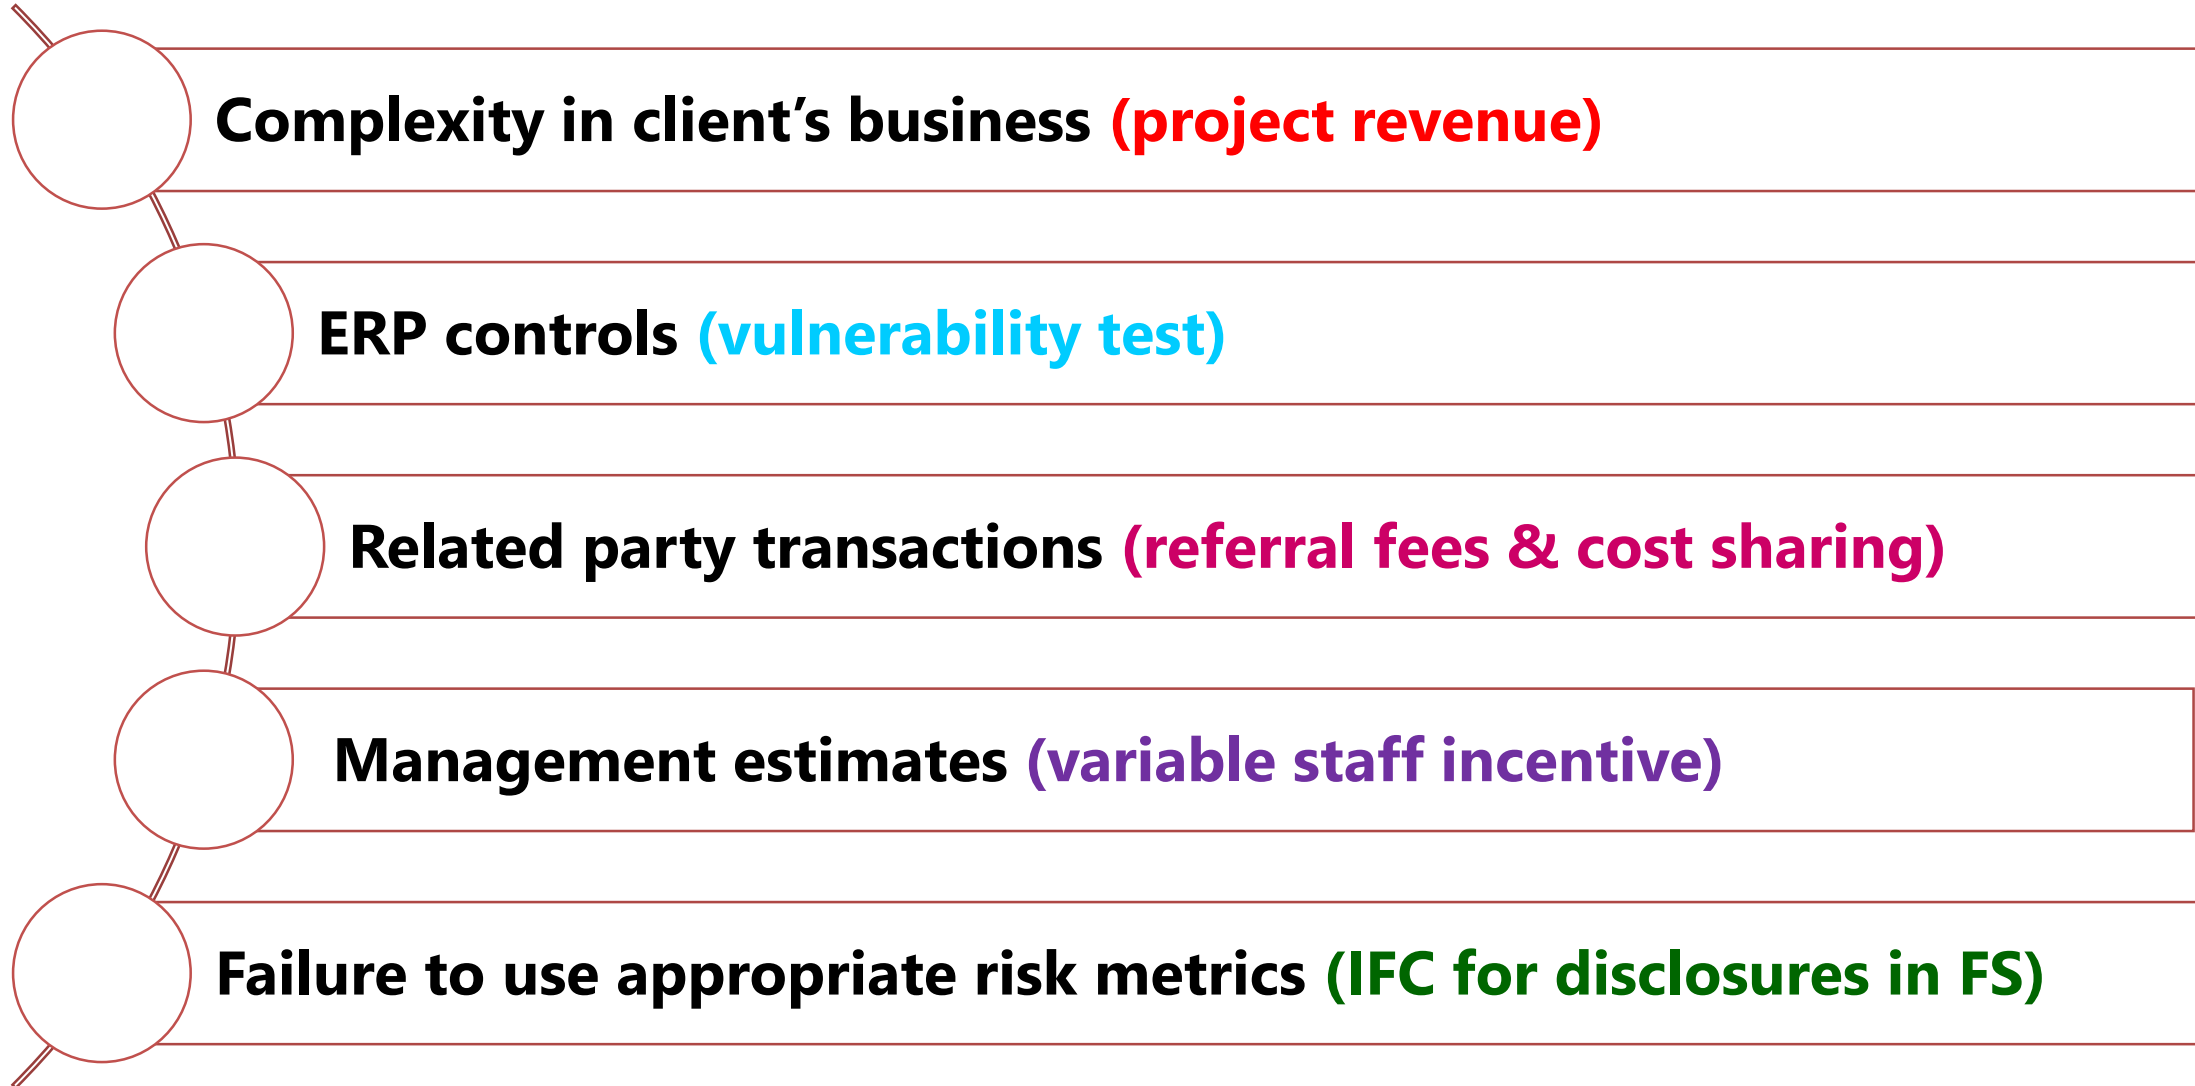 Complexity in client’s business (project revenue)
ERP controls (vulnerability test)
Related party transactions (referral fees & cost sharing)
Management estimates (variable staff incentive)
Failure to use appropriate risk metrics (IFC for disclosures in FS)